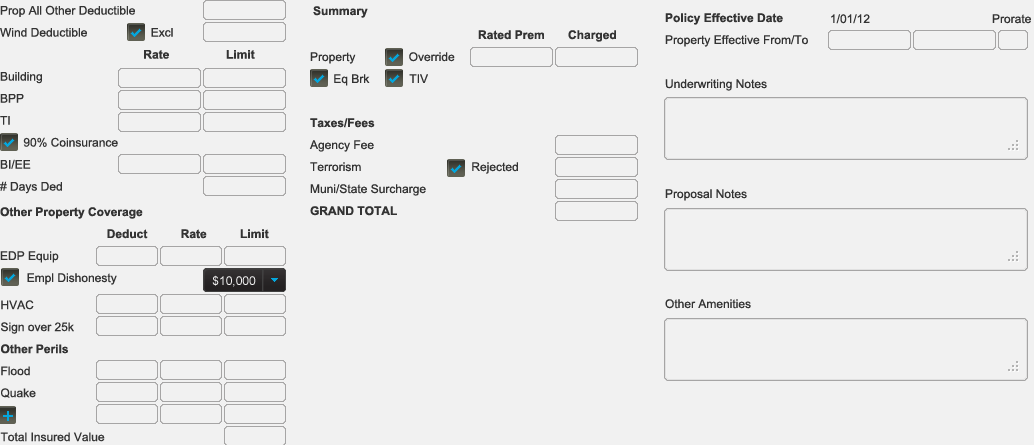 Prop All Other Deductible
Wind Deductible Excl
Rate Limit
Building
BPP
TI
90% Coinsurance
BI/EE
# Days Ded
Other Property Coverage
Deduct Rate Limit
EDP Equip
Empl Dishonesty $10,000
HVAC
Sign over 25k
Other Perils
Flood
Quake
Total Insured Value
Summary
Rated Prem Charged
Property Override
Eq Brk TIV
Taxes/Fees
Agency Fee
Terrorism Rejected
Muni/State Surcharge
GRAND TOTAL
Policy Effective Date 1/01/12 Prorate
Property Effective From/To
Underwriting Notes
Proposal Notes
Other Amenities